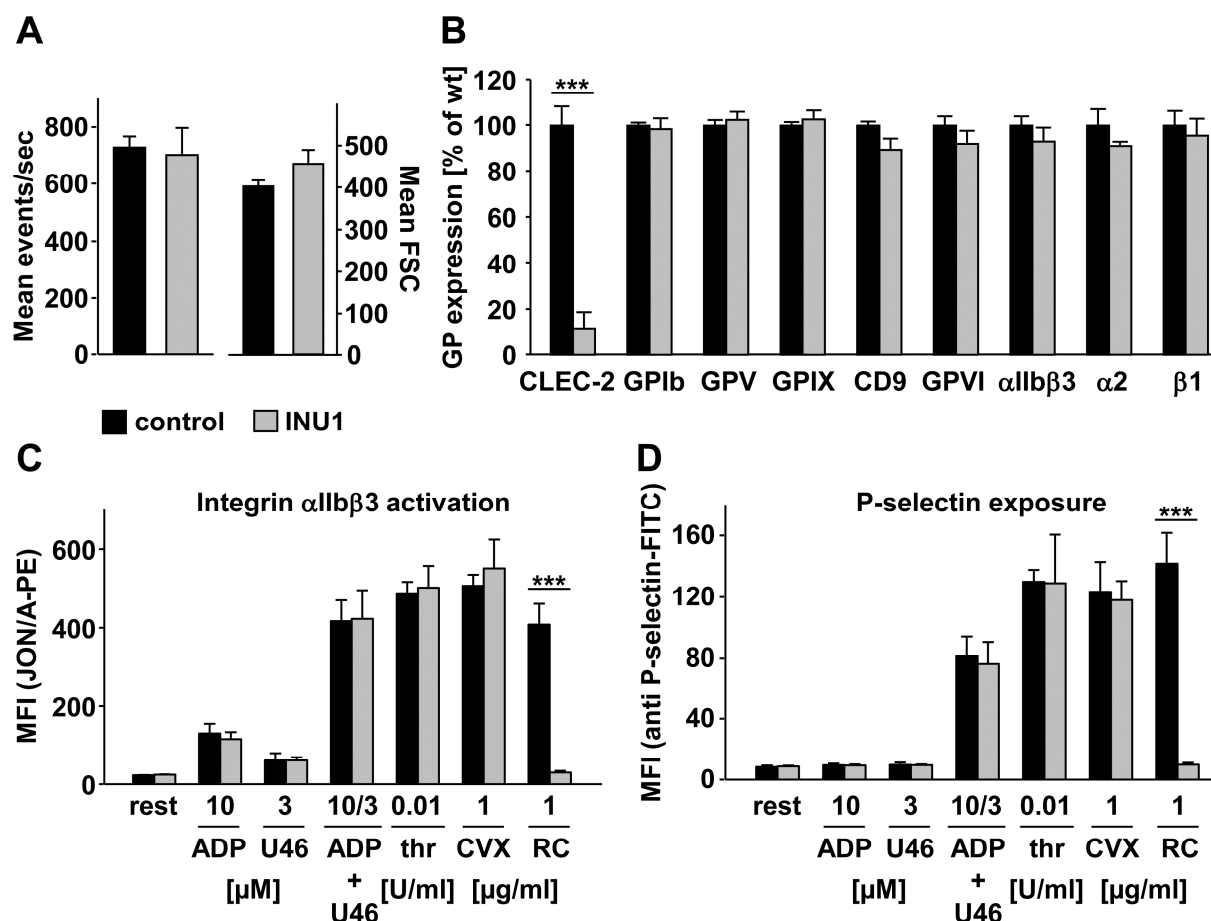 A
Mean events/sec
800
600
400
200
0
500
400
300
200
100
0
Mean FSC
B
GP expression [% of wt]
120
100
80
60
40
20
0
***
CLEC-2 GPIb GPV GPIX CD9 GPVI αIIbβ3 α2 β1
control INU1
C
Integrin αIIbβ3 activation
MFI (JON/A-PE)
600
400
200
0
***
rest 10 3 10/3 0.01 1 1
ADP U46 ADP thr CVX RC
[µM] + [U/ml] [µg/ml]
U46
D
P-selectin exposure
MFI (anti P-selectin-FITC)
160
120
80
40
0
***
rest 10 3 10/3 0.01 1 1
ADP U46 ADP thr CVX RC
[µM] + [U/ml] [µg/ml]
U46